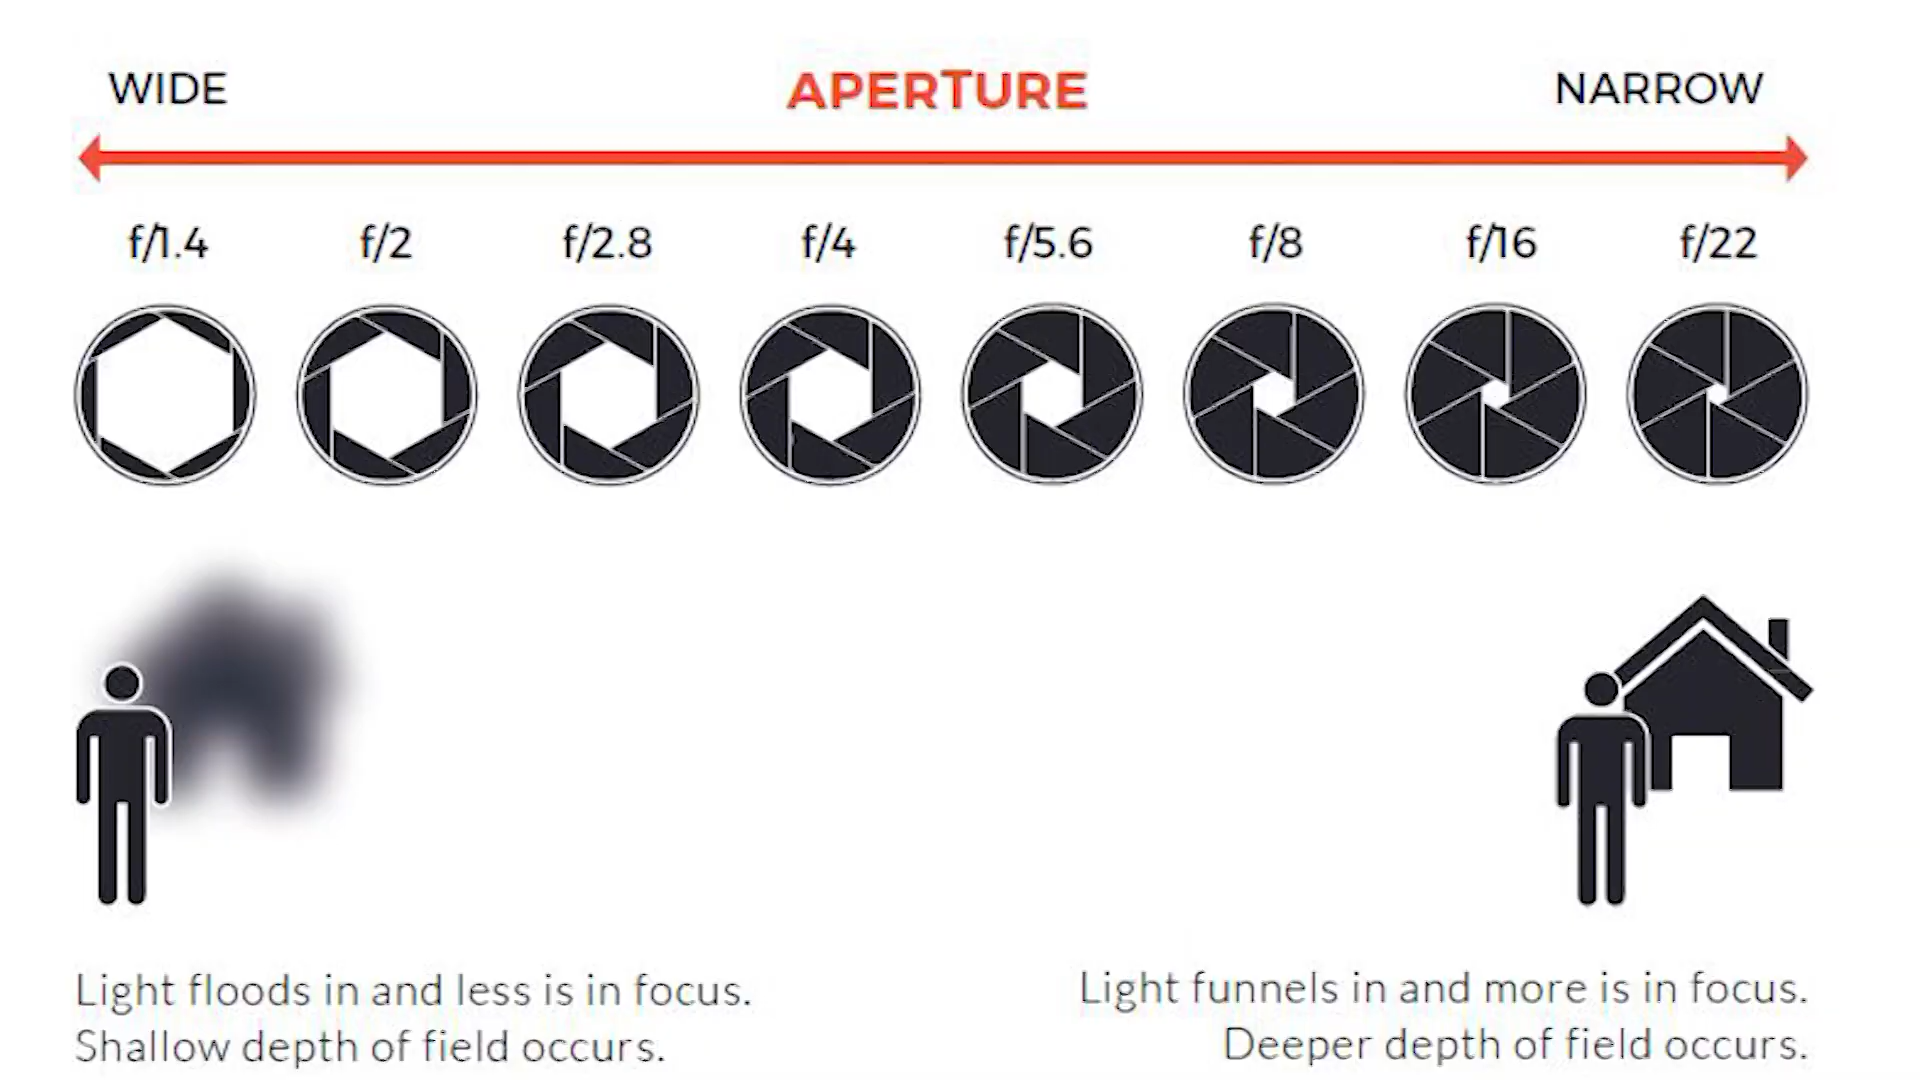 WIDE APERTURE NARROW
f/1.4 f/2 f/2.8 f/4 f/5.6 f/8 f/16 f/22
Light floods in and less is in focus.
Shallow depth of field occurs.
Light funnels in and more is in focus.
Deeper depth of field occurs.